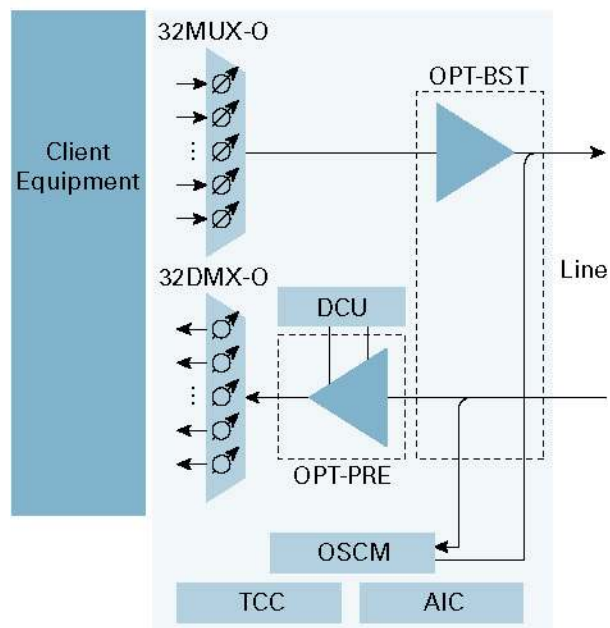 32MUX-O
OPT-BST
Client
Equipment
Line
32DMX-O
DCU
OPT-PRE
OSCM
TCC
AIC